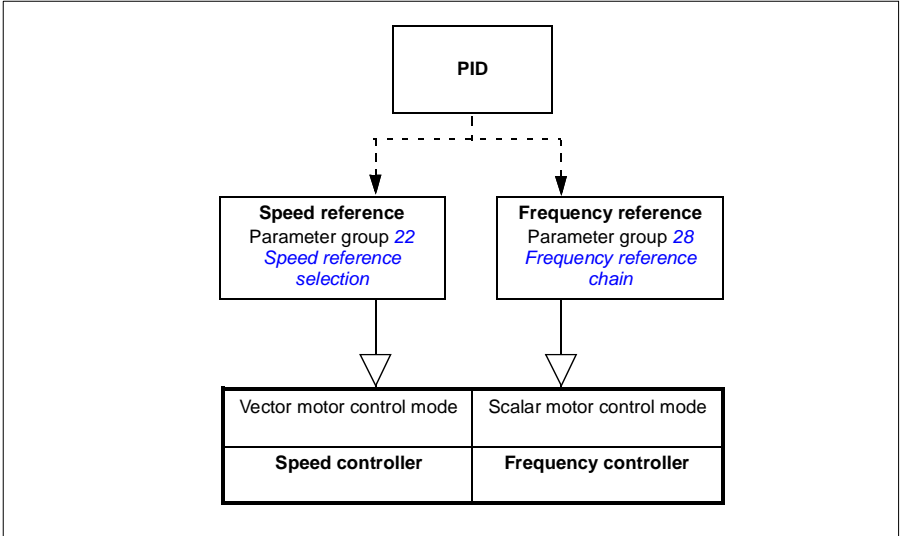 PID
Speed reference
Parameter group 22
Speed reference
selection
Frequency reference
Parameter group 28
Frequency reference
chain
Vector motor control mode
Scalar motor control mode
Speed controller
Frequency controller